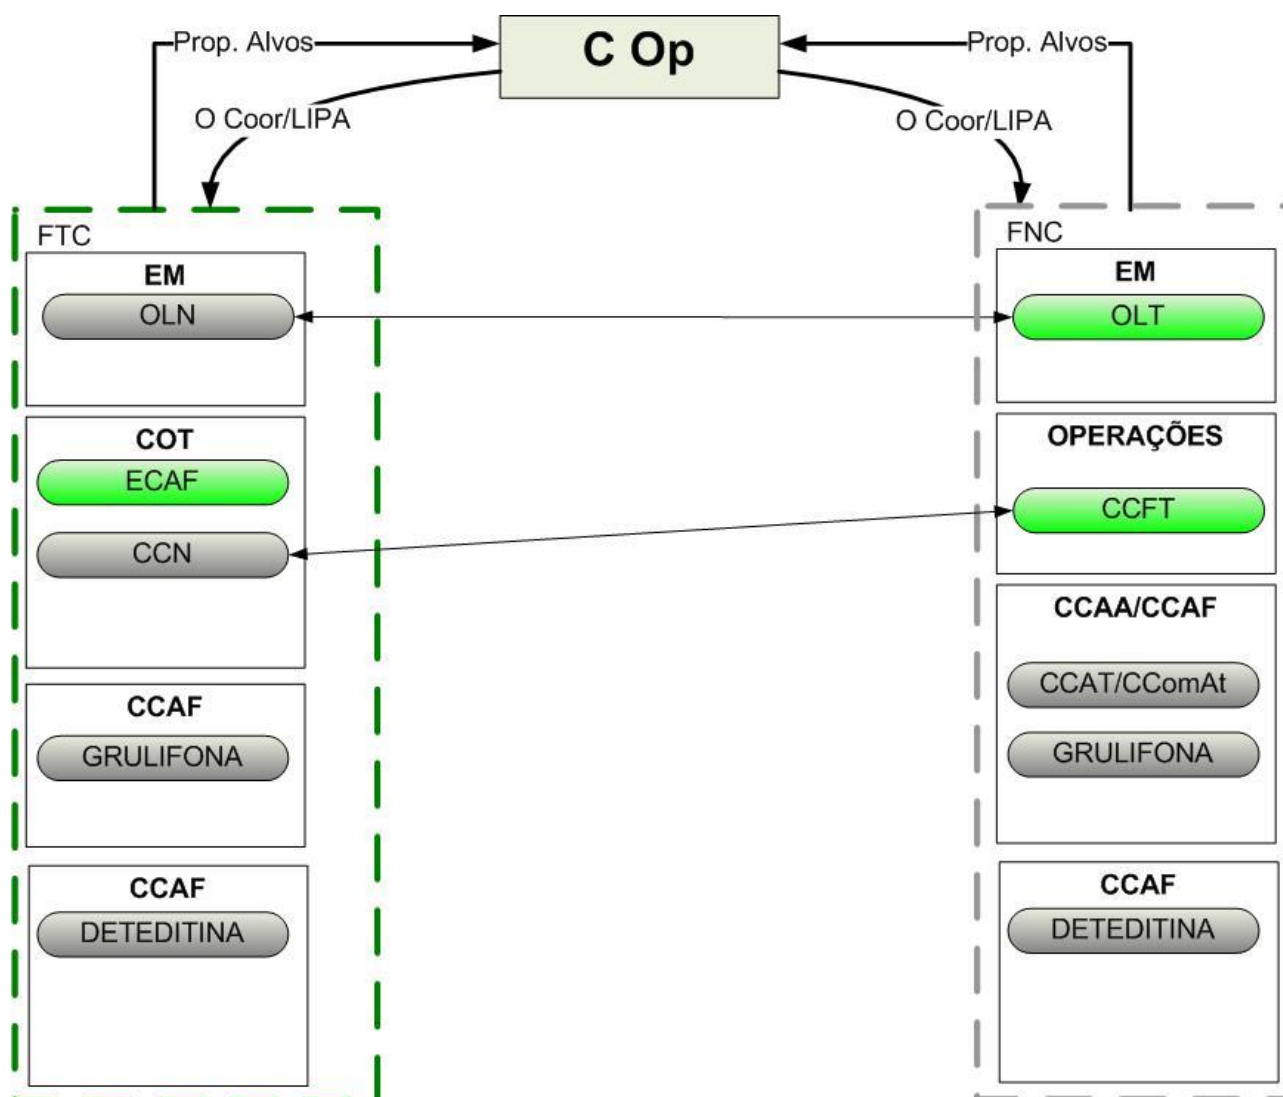 C Op
Prop. Alvos
Prop. Alvos
O Coor/LIPA
O Coor/LIPA
FTC
EM
OLN
COT
ECAF
CCN
CCAF
GRULIFONA
CCAF
DETEDITINA
FNC
EM
OLT
OPERAÇÕES
CCFT
CCAA/CCAF
CCAT/CComAt
GRULIFONA
CCAF
DETEDITINA